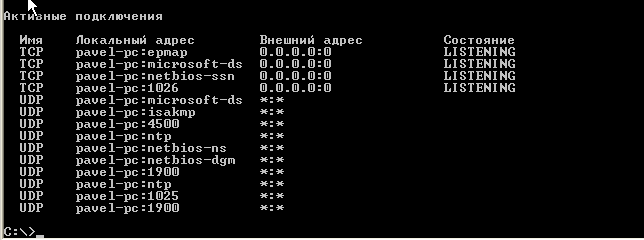 Активные подключения
Имя Локальный адрес Внешний адрес Состояние
TCP pavel-pc:epmap 0.0.0.0:0 LISTENING
TCP pavel-pc:microsoft-ds 0.0.0.0:0 LISTENING
TCP pavel-pc:netbios-ssn 0.0.0.0:0 LISTENING
TCP pavel-pc:1026 0.0.0.0:0 LISTENING
UDP pavel-pc:microsoft-ds *:*
UDP pavel-pc:isakmp *:*
UDP pavel-pc:4500 *:*
UDP pavel-pc:ntp *:*
UDP pavel-pc:netbios-ns *:*
UDP pavel-pc:netbios-dgm *:*
UDP pavel-pc:1900 *:*
UDP pavel-pc:ntp *:*
UDP pavel-pc:1025 *:*
UDP pavel-pc:1900 *:*
C:\>_